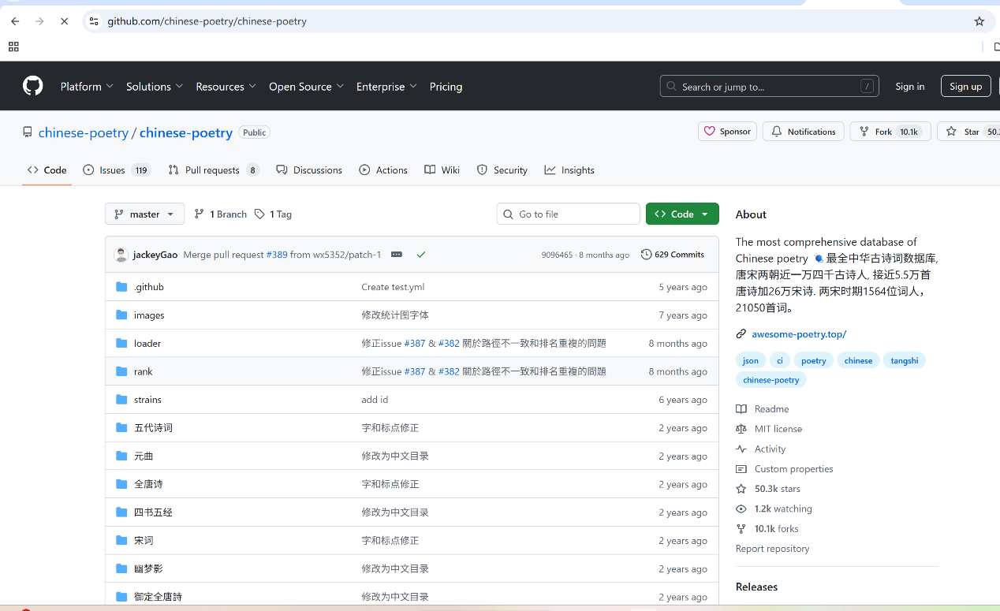 github.com/chinese-poetry/chinese-poetry
Platform Solutions Resources Open Source Enterprise Pricing Search or jump to... / Sign in Sign up
chinese-poetry / chinese-poetry Public Sponsor Notifications Fork 10.1k Star 50.3
Code Issues 119 Pull requests 8 Discussions Actions Wiki Security Insights
master 1 Branch 1 Tag Go to file Code
jackeyGao Merge pull request #389 from wx5352/patch-1 9096465 · 8 months ago 629 Commits
.github Create test.yml 5 years ago
images 修改统计图字体 7 years ago
loader 修正issue #387 & #382 關於路徑不一致和排名重複的問題 8 months ago
rank 修正issue #387 & #382 關於路徑不一致和排名重複的問題 8 months ago
strains add id 6 years ago
五代诗词 字和标点修正 2 years ago
元曲 修改为中文目录 2 years ago
全唐诗 字和标点修正 2 years ago
四书五经 修改为中文目录 2 years ago
宋词 字和标点修正 2 years ago
幽梦影 修改为中文目录 2 years ago
御定全唐詩 修改为中文目录 2 years ago
About
The most comprehensive database of
Chinese poetry 最全中华古诗词数据库,
唐宋两朝近一万四千古诗人, 接近5.5万首
唐诗加26万宋诗. 两宋时期1564位词人，
21050首词。
awesome-poetry.top/
json ci poetry chinese tangshi
chinese-poetry
Readme
MIT license
Activity
Custom properties
50.3k stars
1.2k watching
10.1k forks
Report repository
Releases